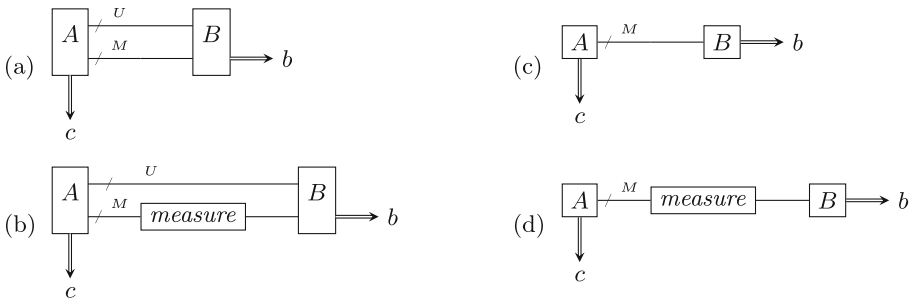 (a) A U M B b c
(c) A M B b c
(b) A U M measure B b c
(d) A M measure B b c